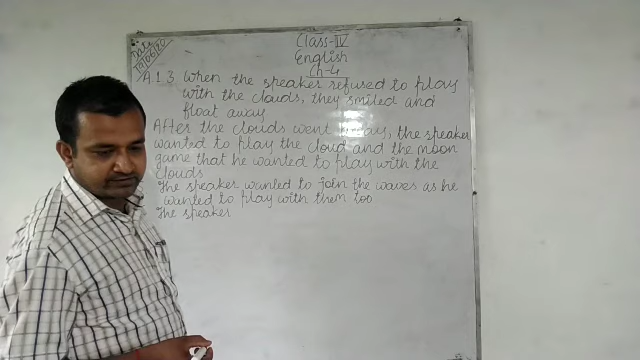 Date
12/06/20
Class-IV
English
Ch-4
A.1.3 When the speaker refused to play
with the clouds, they smiled and
float away
After the clouds went away, the speaker
wanted to play the cloud and the moon
game that he wanted to play with the
clouds
The speaker wanted to join the waves as he
wanted to play with them too
The speaker